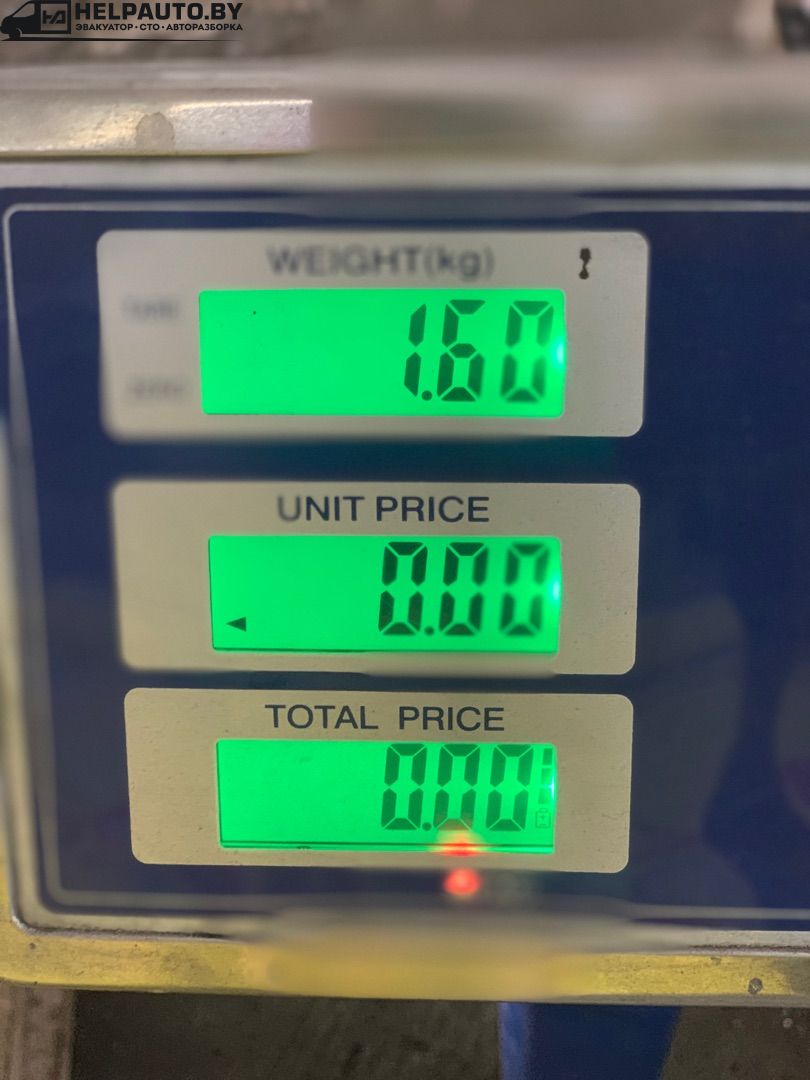 HELPAUTO.BY
ЭВАКУАТОР•СТО•АВТОРАЗБОРКА
WEIGHT(kg)
1.60
UNIT PRICE
0.00
TOTAL PRICE
0.00